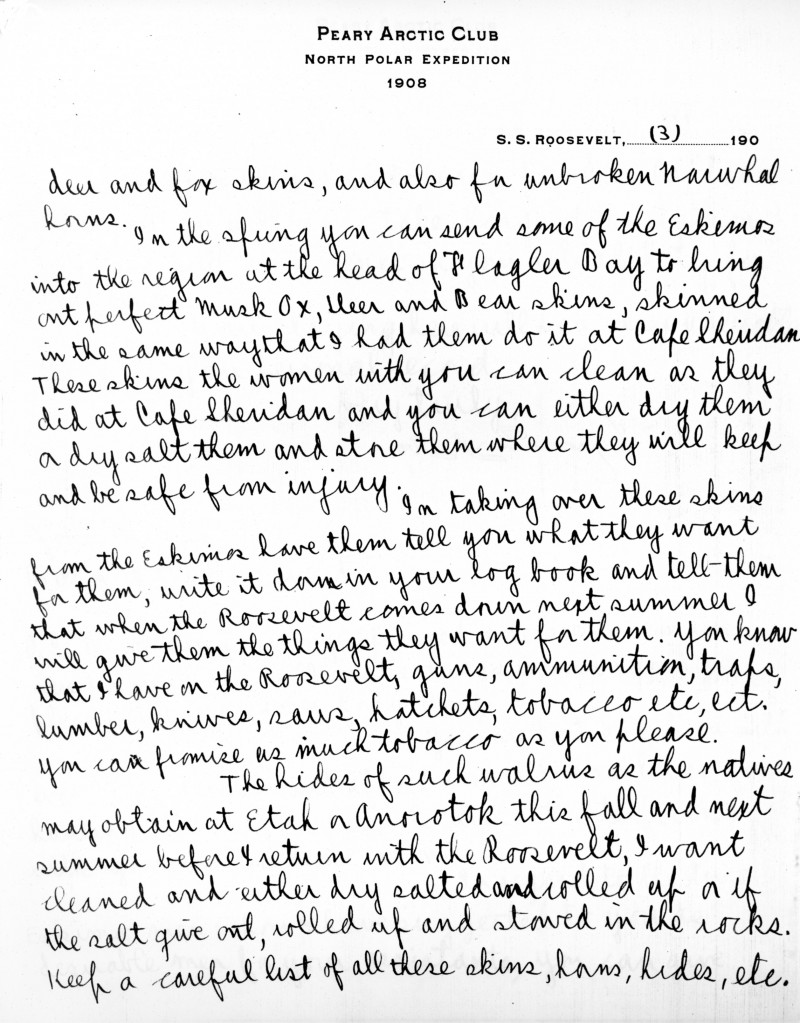 PEARY ARCTIC CLUB
NORTH POLAR EXPEDITION
1908
S. S. ROOSEVELT, (3) 190
deer and fox skins, and also for unbroken Narwhal
horns.
In the spring you can send some of the Eskimos
into the region at the head of Flagler Bay to bring
out perfect Musk Ox, Deer and Bear skins, skinned
in the same way that I had them do it at Cape Sheridan
These skins the women with you can clean as they
did at Cape Sheridan and you can either dry them
or dry salt them and store them where they will keep
and be safe from injury.
In taking over these skins
from the Eskimos have them tell you what they want
for them, write it down in your log book and tell them
that when the Roosevelt comes down next summer I
will give them the things they want for them. You know
that I have on the Roosevelt, guns, ammunition, traps,
lumber, knives, saws, hatchets, tobacco etc, ect.
You can promise as much tobacco as you please.
The hides of such walrus as the natives
may obtain at Etah or Anorotok this fall and next
summer before I return with the Roosevelt, I want
cleaned and either dry salted and rolled up or if
the salt give out, rolled up and stowed in the rocks.
Keep a careful list of all these skins, horns, hides, etc.